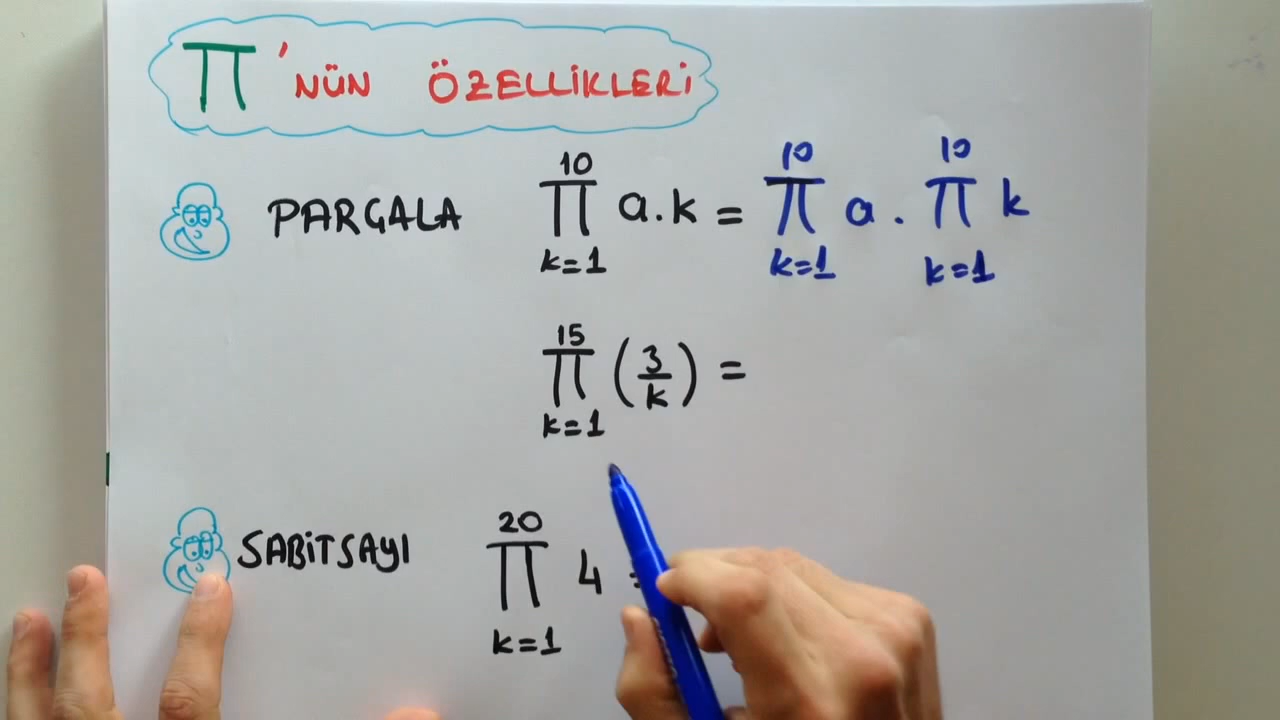 ∏'NÜN ÖZELLİKLERİ
PARÇALA ∏_{k=1}^{10} a.k = ∏_{k=1}^{10} a . ∏_{k=1}^{10} k
∏_{k=1}^{15} (3/k) =
SABİTSAYI ∏_{k=1}^{20} 4 =